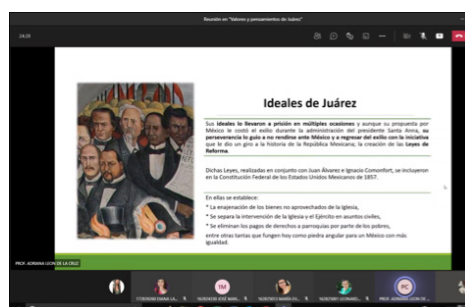 Reunión en "Valores y pensamientos de Juárez"
24:09
Ideales de Juárez
Sus ideales lo llevaron a prisión en múltiples ocasiones y aunque su propuesta por
México le costó el exilio durante la administración del presidente Santa Anna, su
perseverancia lo guio a no rendirse ante México y a regresar del exilio con la iniciativa
que le dio un giro a la historia de la República Mexicana, la creación de las Leyes de
Reforma.
Dichas Leyes, realizadas en conjunto con Juan Álvarez e Ignacio Comonfort, se incluyeron
en la Constitución Federal de los Estados Unidos Mexicanos de 1857.
En ellas se establece:
* La enajenación de los bienes no aprovechados de la Iglesia,
* Se separa la intervención de la Iglesia y el Ejército en asuntos civiles,
* Se eliminan los pagos de derechos a parroquias por parte de los pobres,
entre otras tantas que fungen hoy como piedra angular para un México con más
igualdad.
PROF. ADRIANA LEON DE LA CRUZ
1M
PC